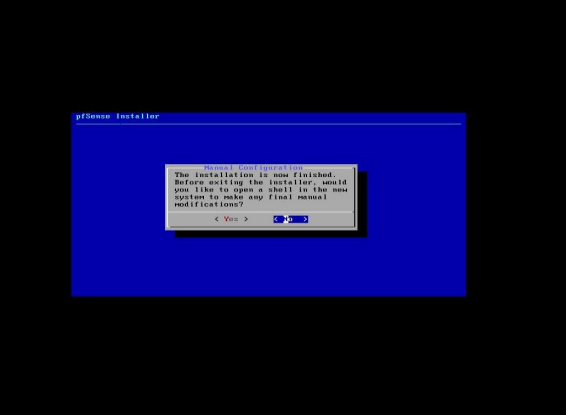 pfSense Installer
Manual Configuration
The installation is now finished.
Before exiting the installer, would
you like to open a shell in the new
system to make any final manual
modifications?
< Yes > < No >